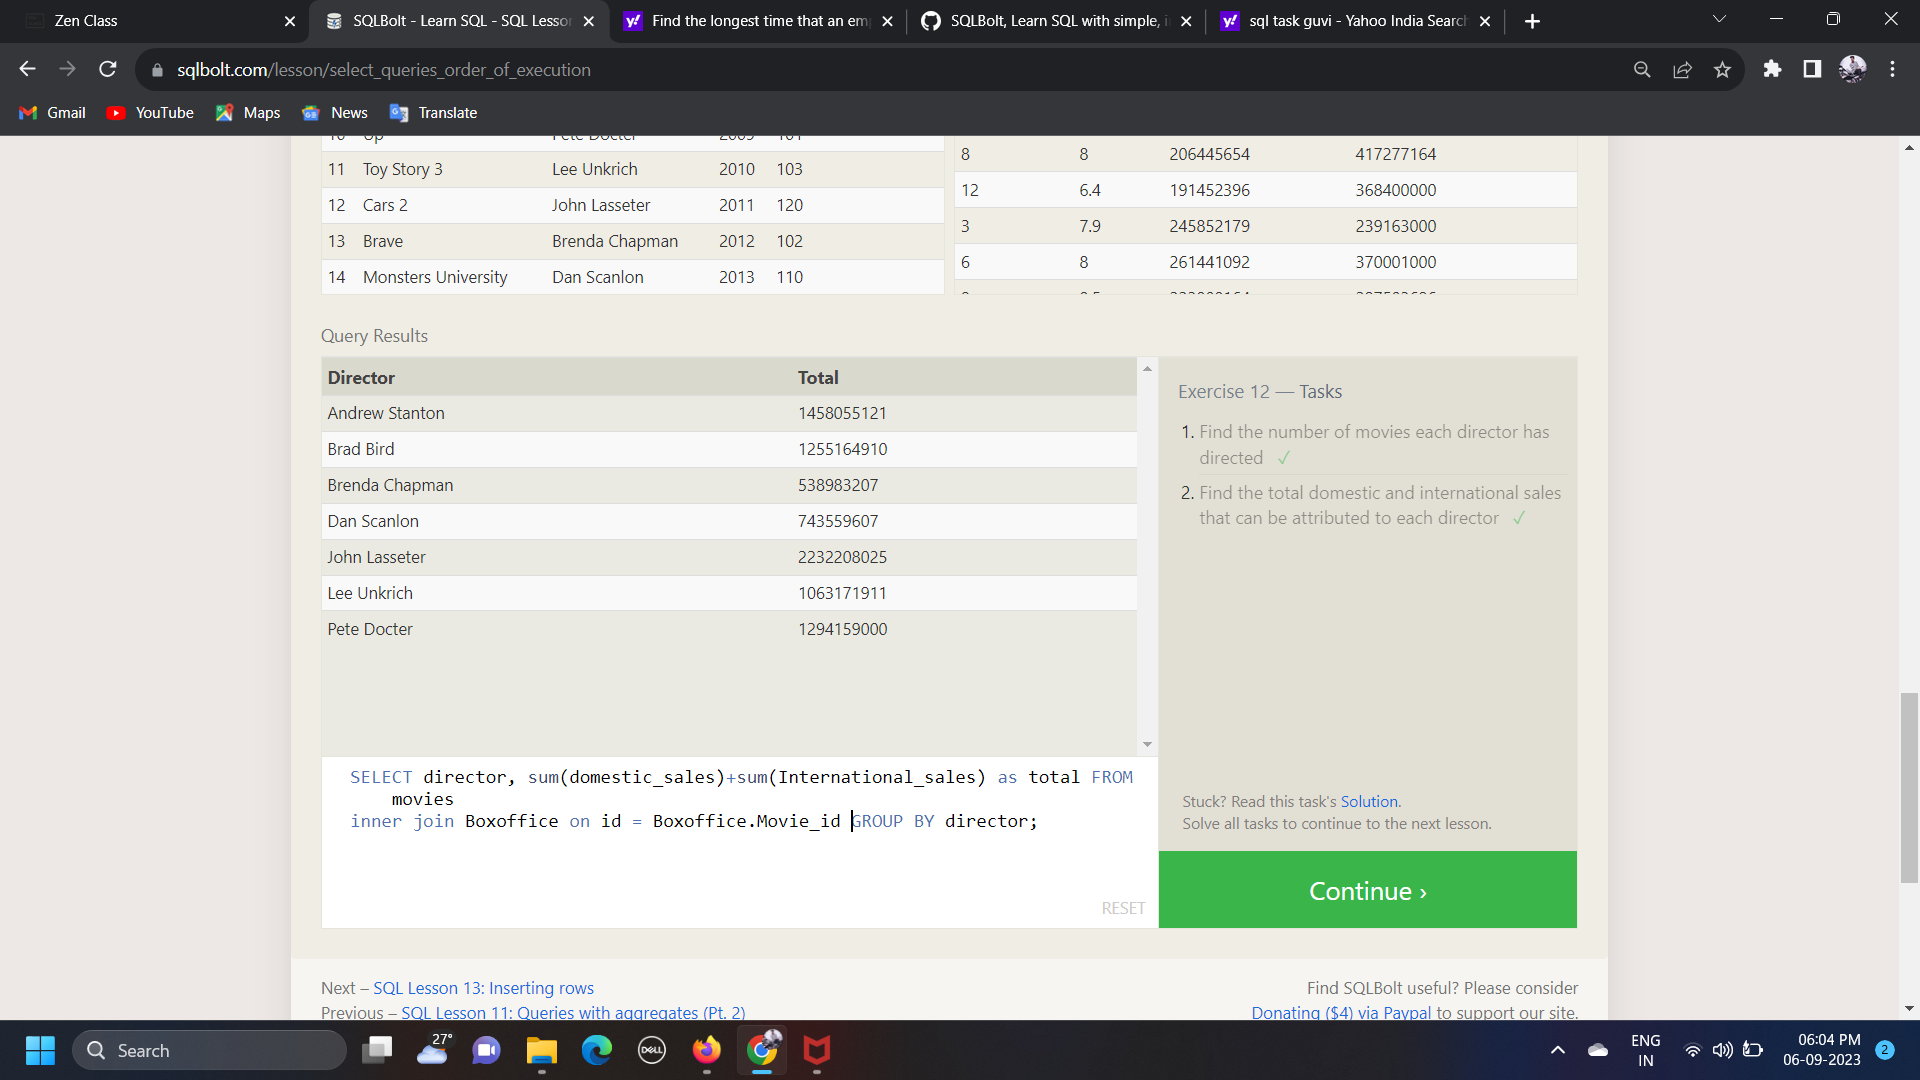 Zen Class
SQLBolt - Learn SQL - SQL Lesson
Find the longest time that an em
SQLBolt, Learn SQL with simple, i
sql task guvi - Yahoo India Search
sqlbolt.com/lesson/select_queries_order_of_execution
Gmail YouTube Maps News Translate
10 Up Pete Docter 2009 101
11 Toy Story 3 Lee Unkrich 2010 103
12 Cars 2 John Lasseter 2011 120
13 Brave Brenda Chapman 2012 102
14 Monsters University Dan Scanlon 2013 110
8 8 206445654 417277164
12 6.4 191452396 368400000
3 7.9 245852179 239163000
6 8 261441092 370001000
Query Results
Director Total
Andrew Stanton 1458055121
Brad Bird 1255164910
Brenda Chapman 538983207
Dan Scanlon 743559607
John Lasseter 2232208025
Lee Unkrich 1063171911
Pete Docter 1294159000
Exercise 12 — Tasks
1. Find the number of movies each director has
directed ✓
2. Find the total domestic and international sales
that can be attributed to each director ✓
SELECT director, sum(domestic_sales)+sum(International_sales) as total FROM
movies
inner join Boxoffice on id = Boxoffice.Movie_id GROUP BY director;
RESET
Stuck? Read this task's Solution.
Solve all tasks to continue to the next lesson.
Continue ›
Next – SQL Lesson 13: Inserting rows
Previous – SQL Lesson 11: Queries with aggregates (Pt. 2)
Find SQLBolt useful? Please consider
Donating ($4) via Paypal to support our site.
Search
27°
DELL
ENG
IN
06:04 PM
06-09-2023
2